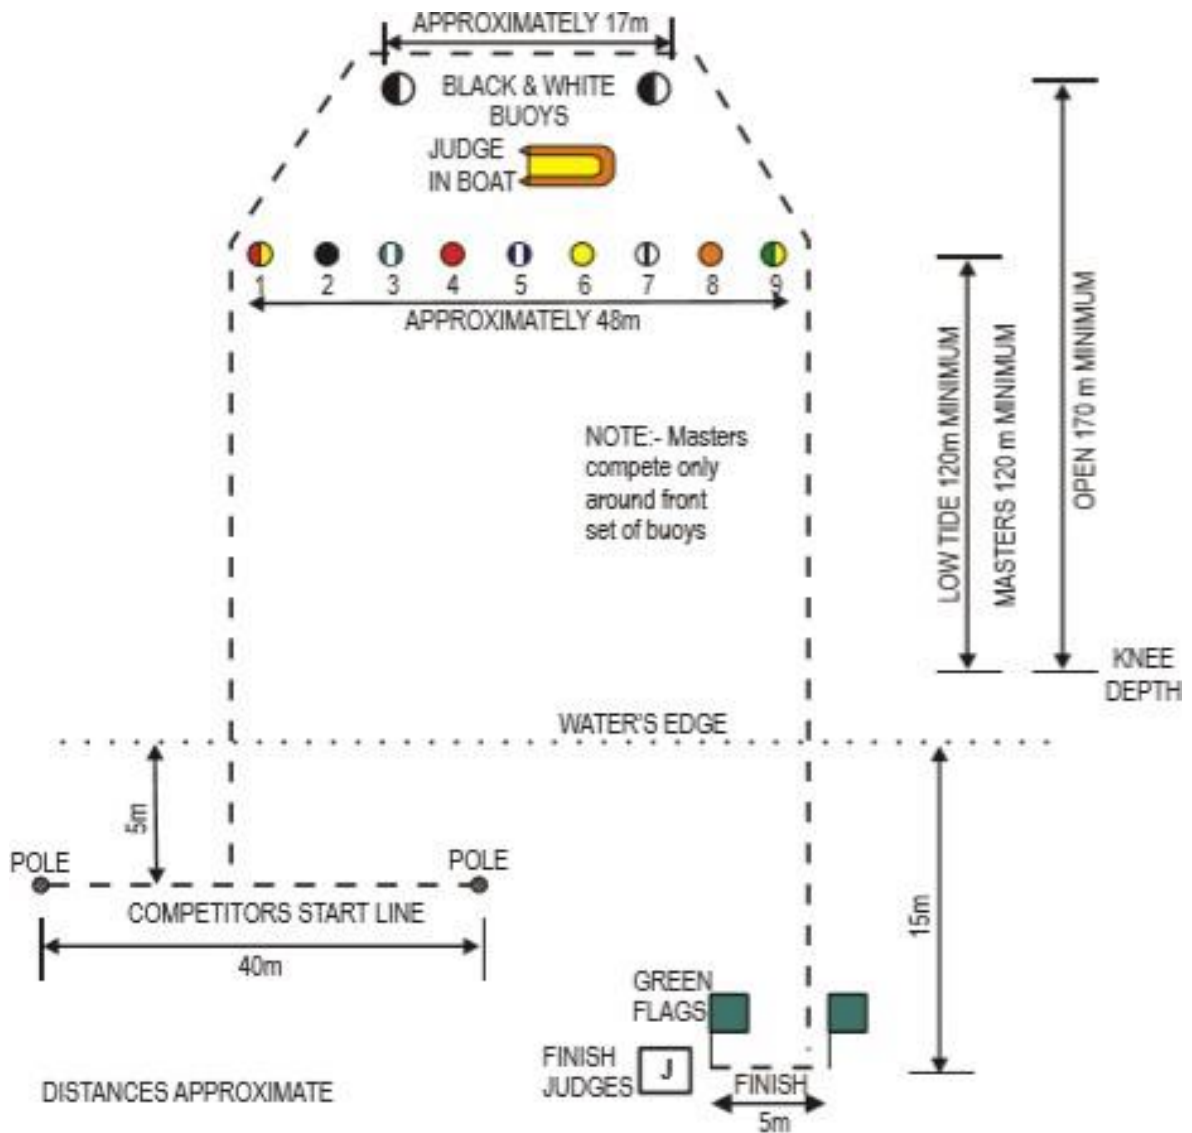 APPROXIMATELY 17m
BLACK & WHITE
BUOYS
JUDGE
IN BOAT
1 2 3 4 5 6 7 8 9
APPROXIMATELY 48m
NOTE:- Masters
compete only
around front
set of buoys
LOW TIDE 120m MINIMUM
MASTERS 120 m MINIMUM
OPEN 170 m MINIMUM
KNEE
DEPTH
WATER'S EDGE
5m
POLE
POLE
COMPETITORS START LINE
40m
15m
GREEN
FLAGS
FINISH
JUDGES
J
FINISH
5m
DISTANCES APPROXIMATE